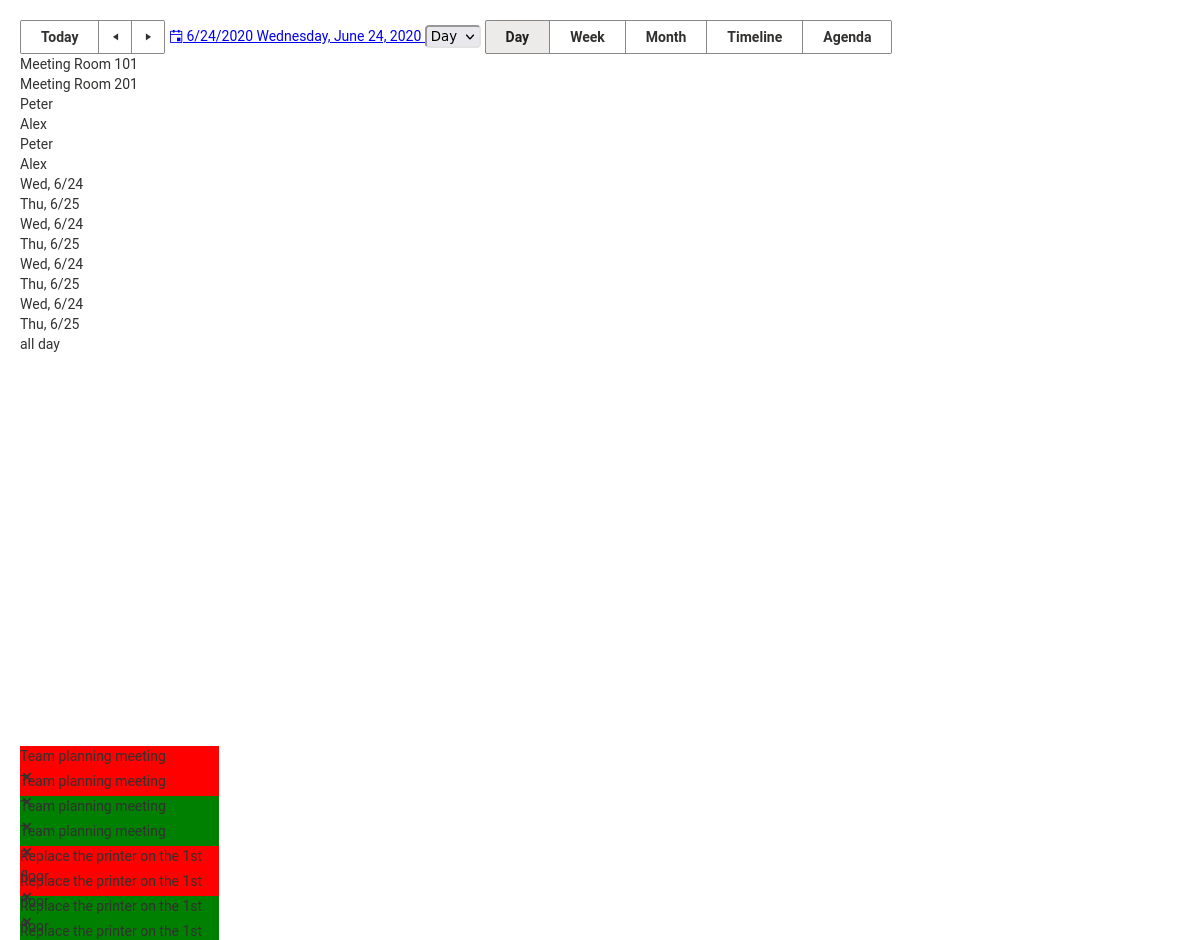 Today 6/24/2020 Wednesday, June 24, 2020 Day Day Week Month Timeline Agenda
Meeting Room 101
Meeting Room 201
Peter
Alex
Peter
Alex
Wed, 6/24
Thu, 6/25
Wed, 6/24
Thu, 6/25
Wed, 6/24
Thu, 6/25
Wed, 6/24
Thu, 6/25
all day
Team planning meeting
Team planning meeting
Team planning meeting
Team planning meeting
Replace the printer on the 1st
floor
Replace the printer on the 1st
floor
Replace the printer on the 1st
floor
Replace the printer on the 1st